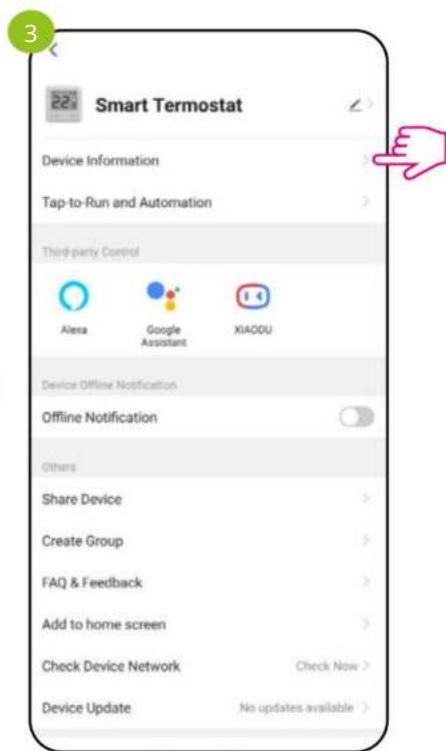 3
Smart Termostat
Device Information
Tap-to-Run and Automation
Third-party Control
Alexa
Google Assistant
XIAODU
Device Offline Notification
Offline Notification
Others
Share Device
Create Group
FAQ & Feedback
Add to home screen
Check Device Network Check Now
Device Update No updates available